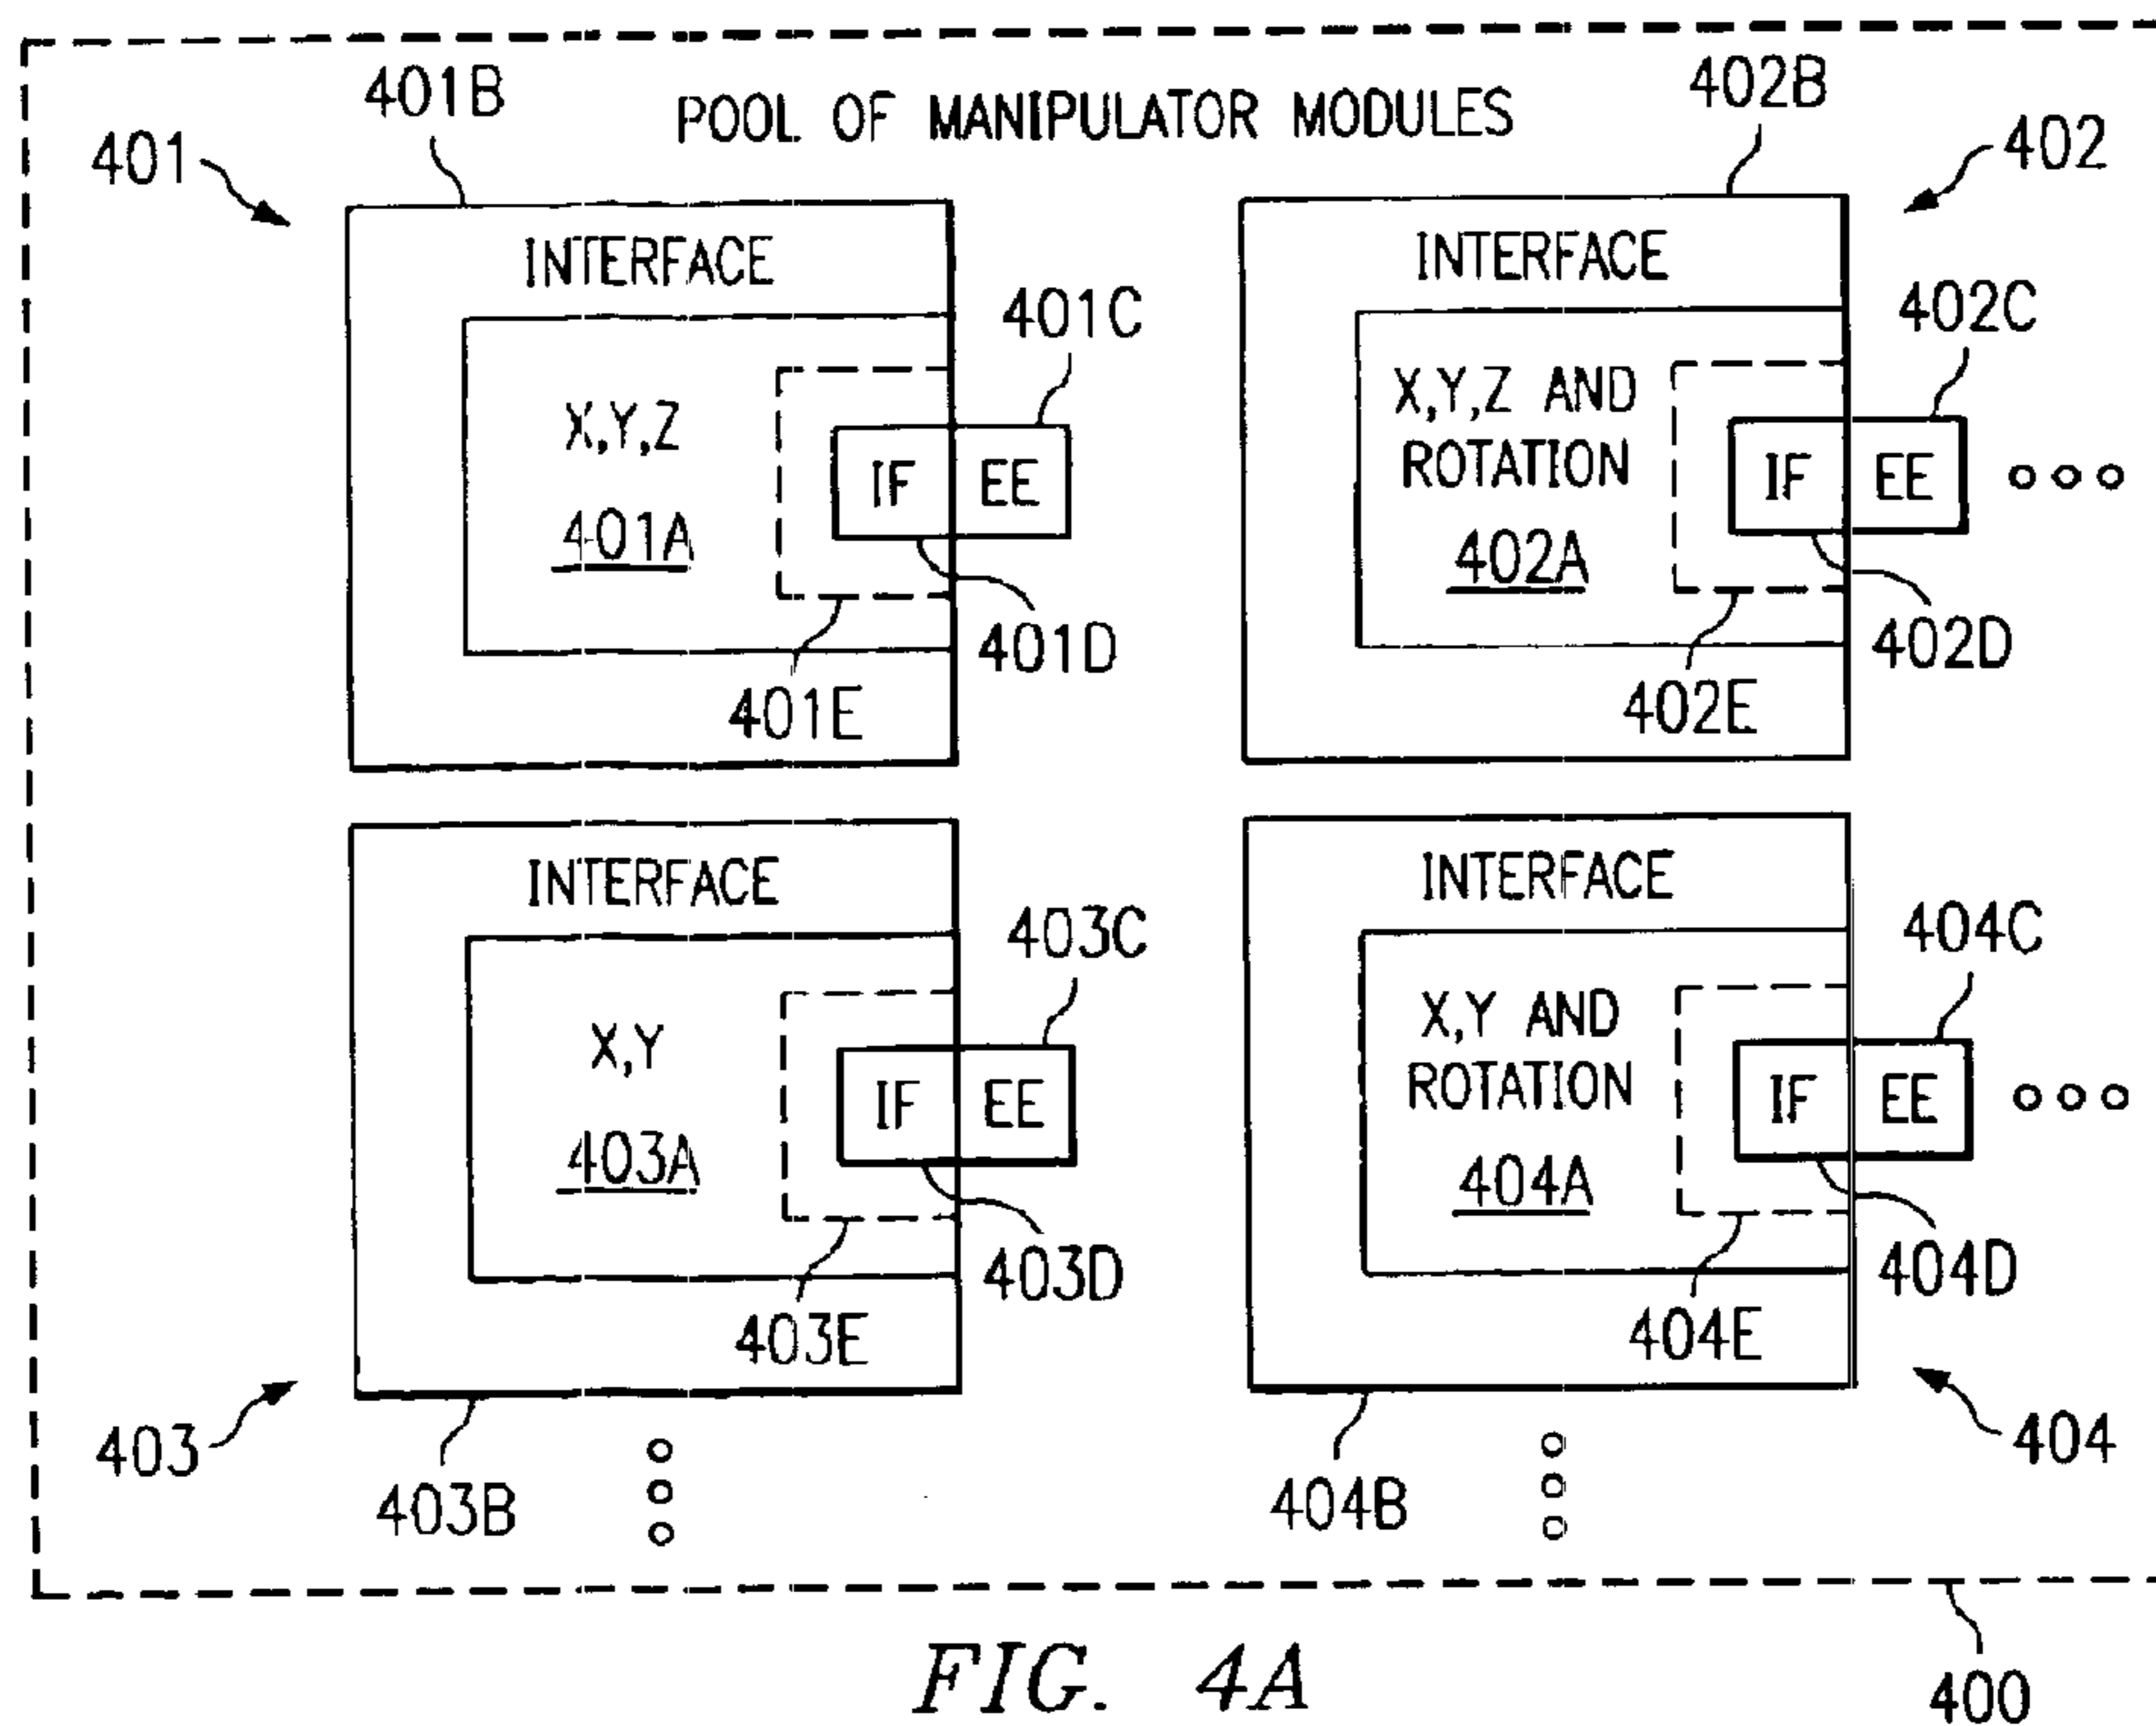 POOL OF MANIPULATOR MODULES
401
401B
INTERFACE
X,Y,Z
401A
IF
EE
401C
401D
401E
402
402B
INTERFACE
X,Y,Z AND
ROTATION
402A
IF
EE
402C
402D
402E
403
403B
INTERFACE
X,Y
403A
IF
EE
403C
403D
403E
404
404B
INTERFACE
X,Y AND
ROTATION
404A
IF
EE
404C
404D
404E
400
FIG. 4A